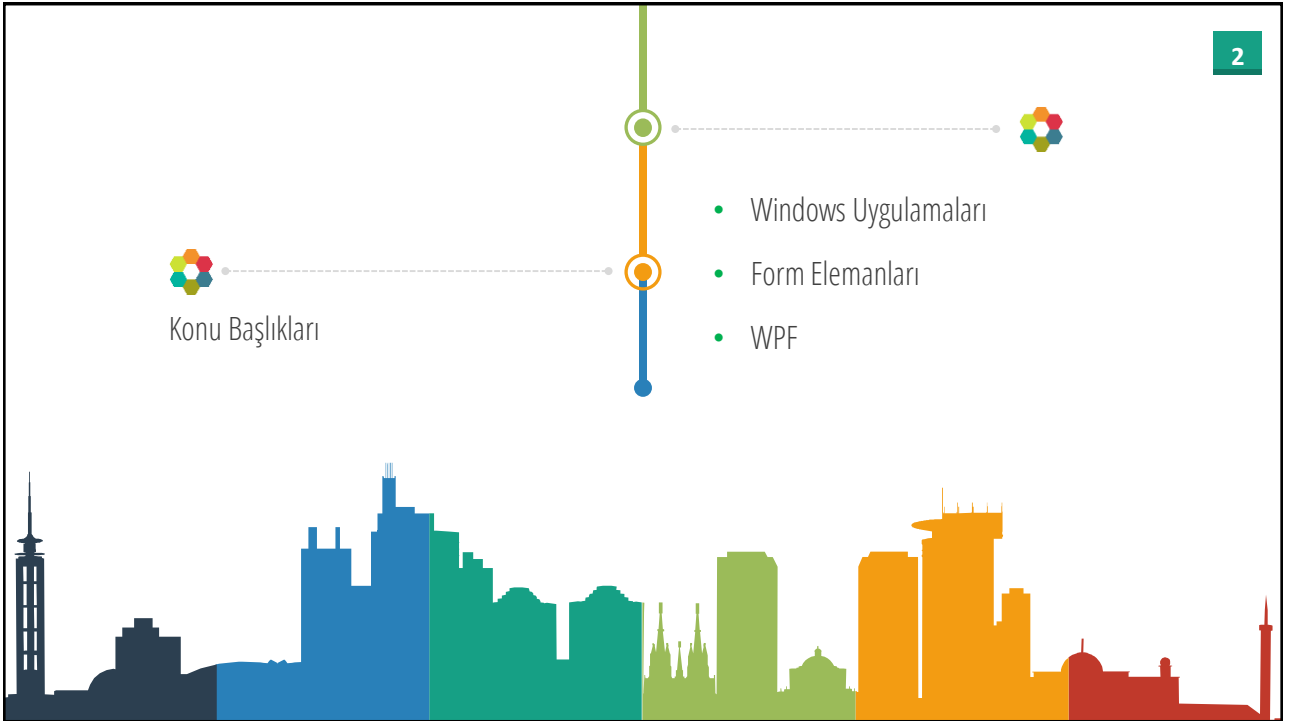 2
Konu Başlıkları
• Windows Uygulamaları
• Form Elemanları
• WPF